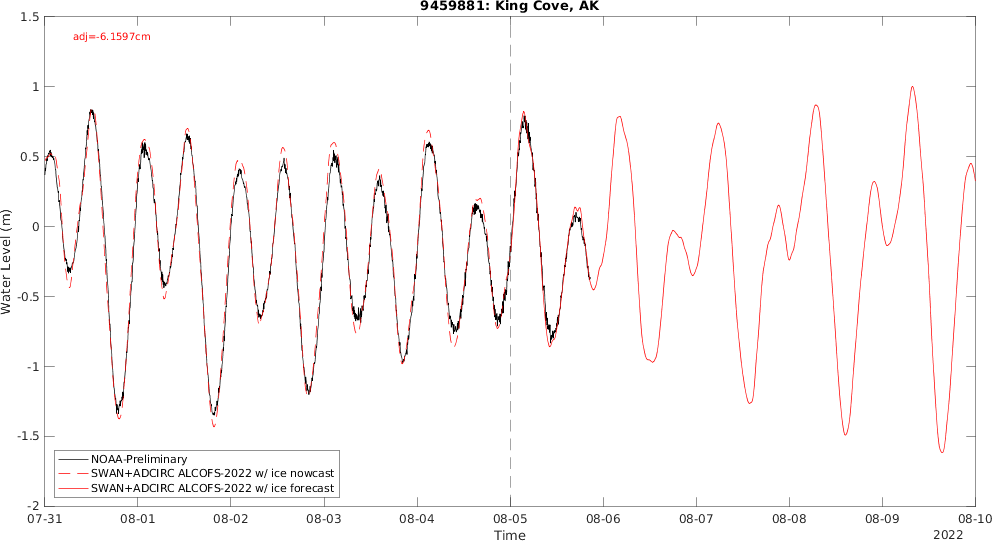 9459881: King Cove, AK
adj=-6.1597cm
1.5
1
0.5
0
-0.5
-1
-1.5
-2
Water Level (m)
NOAA-Preliminary
SWAN+ADCIRC ALCOFS-2022 w/ ice nowcast
SWAN+ADCIRC ALCOFS-2022 w/ ice forecast
07-31 08-01 08-02 08-03 08-04 08-05 08-06 08-07 08-08 08-09 08-10
Time
2022